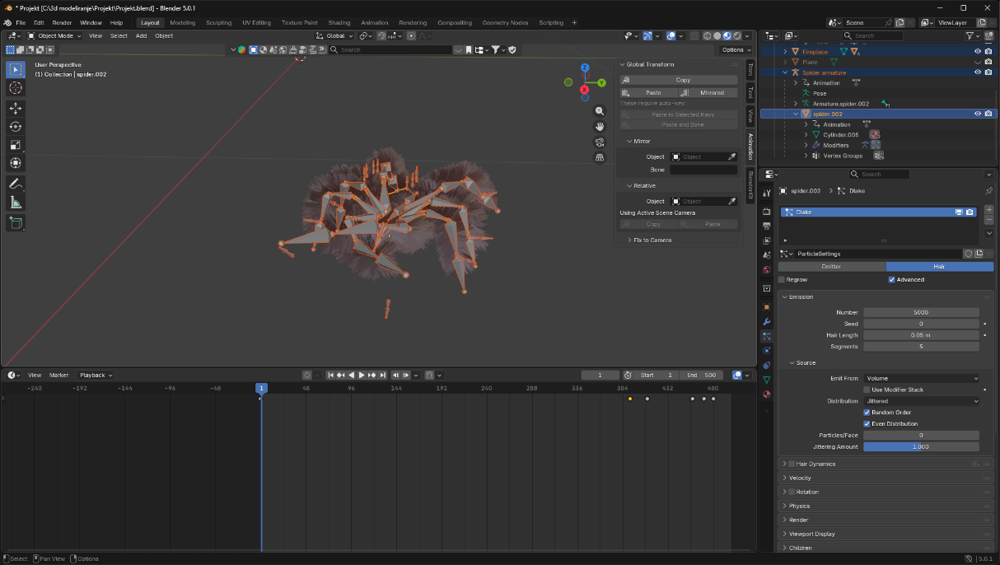 * Projekt [C:\3d modeliranje\Projekt\Projekt.blend] - Blender 5.0.1
File Edit Render Window Help Layout Modeling Sculpting UV Editing Texture Paint Shading Animation Rendering Compositing Geometry Nodes Scripting + Scene ViewLayer
Object Mode View Select Add Object Global
Search
Search Options
User Perspective
(1) Collection | spider.002
Z
Y
X
Global Transform
Copy
Paste Mirrored
These require auto-key:
Paste to Selected Keys
Paste and Bake
Mirror
Object Object
Bone
Relative
Object Object
Using Active Scene Camera
Copy Paste
Fix to Camera
Item
Tool
View
Animation
BlenderKit
Fireplace 6
Plane
Spider armature
Animation
Pose
Armature.spider.002
spider.002
Animation
Cylinder.005
Modifiers
Vertex Groups
Search
spider.002 > Dlake
Dlake
ParticleSettings
Emitter Hair
Regrow Advanced
Emission
Number 5000
Seed 0
Hair Length 0.05 m
Segments 5
Source
Emit From Volume
Use Modifier Stack
Distribution Jittered
Random Order
Even Distribution
Particles/Face 0
Jittering Amount 1.000
Hair Dynamics
Velocity
Rotation
Physics
Render
Viewport Display
Children
View Marker Playback 1 Start 1 End 500
-240 -192 -144 -96 -48 1 48 96 144 192 240 288 336 384 432 480
Select Pan View Options 5.0.1